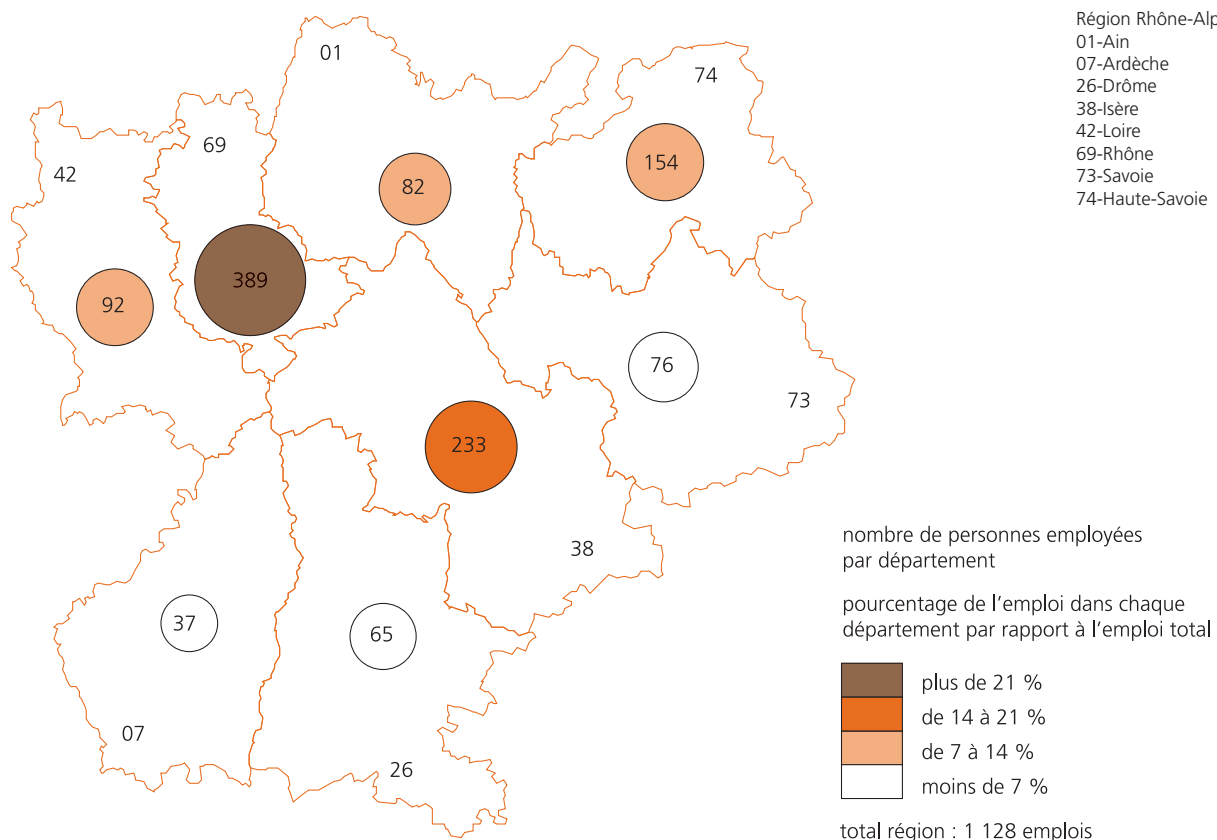 Région Rhône-Alp
01-Ain
07-Ardèche
26-Drôme
38-Isère
42-Loire
69-Rhône
73-Savoie
74-Haute-Savoie
01
74
69
42
154
82
389
92
76
73
233
38
37
65
07
26
nombre de personnes employées
par département
pourcentage de l'emploi dans chaque
département par rapport à l'emploi total
plus de 21 %
de 14 à 21 %
de 7 à 14 %
moins de 7 %
total région : 1 128 emplois